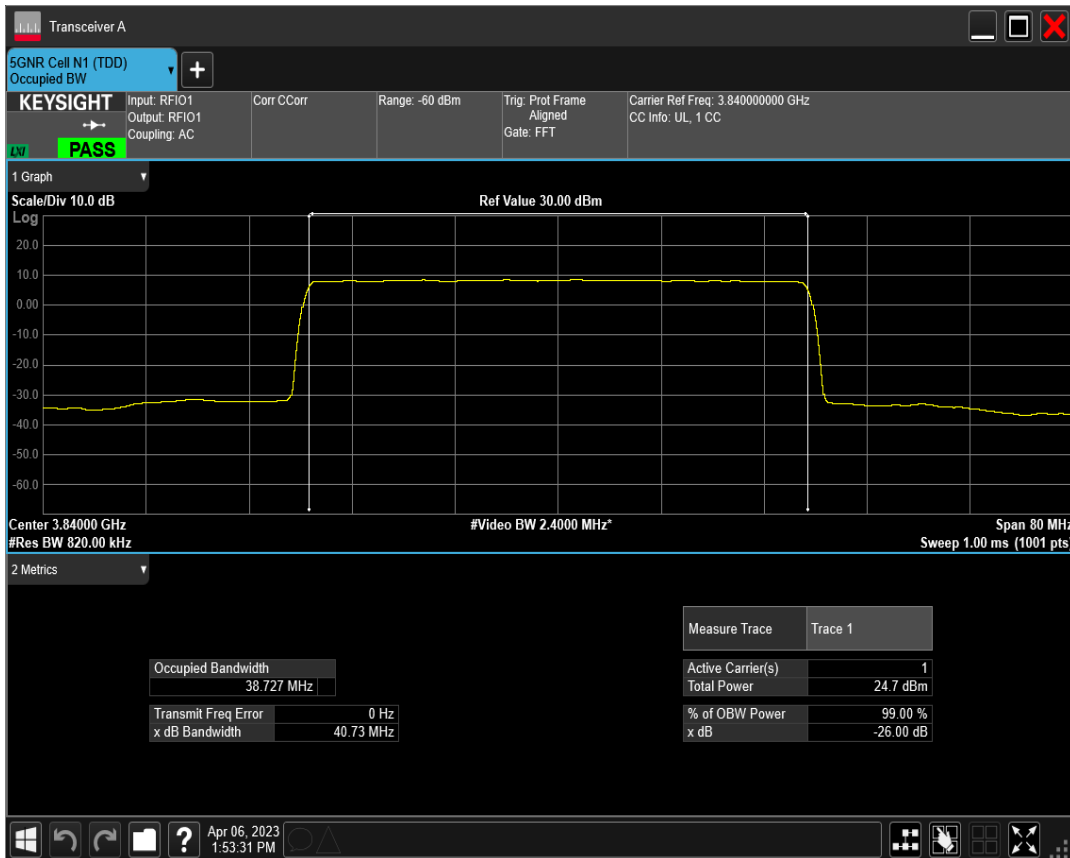 Transceiver A
5GNR Cell N1 (TDD)
Occupied BW
+
KEYSIGHT
LXI
PASS
Input: RFIO1
Output: RFIO1
Coupling: AC
Corr CCorr
Range: -60 dBm
Trig: Prot Frame
Aligned
Gate: FFT
Carrier Ref Freq: 3.840000000 GHz
CC Info: UL, 1 CC
1 Graph
Scale/Div 10.0 dB
Ref Value 30.00 dBm
Log
20.0
10.0
0.00
-10.0
-20.0
-30.0
-40.0
-50.0
-60.0
Center 3.84000 GHz
#Video BW 2.4000 MHz*
Span 80 MHz
#Res BW 820.00 kHz
Sweep 1.00 ms (1001 pts)
2 Metrics
Measure Trace Trace 1
Occupied Bandwidth
38.727 MHz
Active Carrier(s) 1
Total Power 24.7 dBm
Transmit Freq Error 0 Hz
x dB Bandwidth 40.73 MHz
% of OBW Power 99.00 %
x dB -26.00 dB
?
Apr 06, 2023
1:53:31 PM